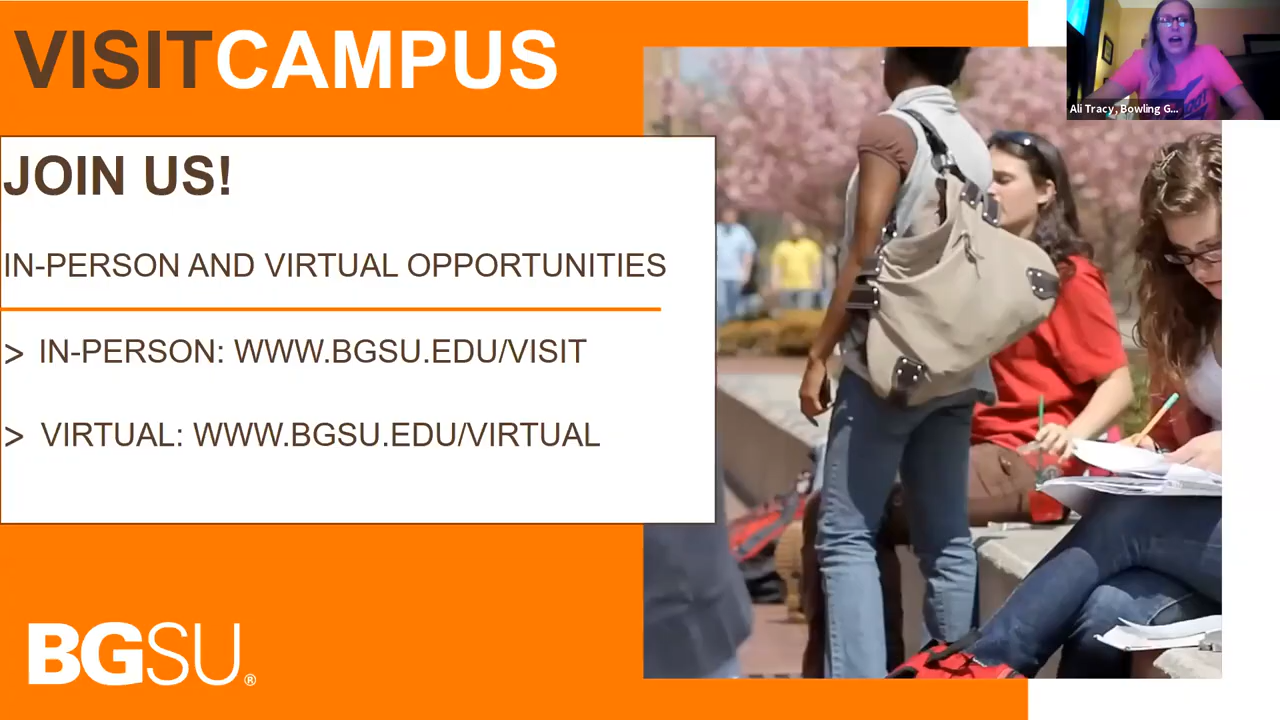 VISITCAMPUS
Ali Tracy, Bowling G...
JOIN US!
IN-PERSON AND VIRTUAL OPPORTUNITIES
> IN-PERSON: WWW.BGSU.EDU/VISIT
> VIRTUAL: WWW.BGSU.EDU/VIRTUAL
BGSU®